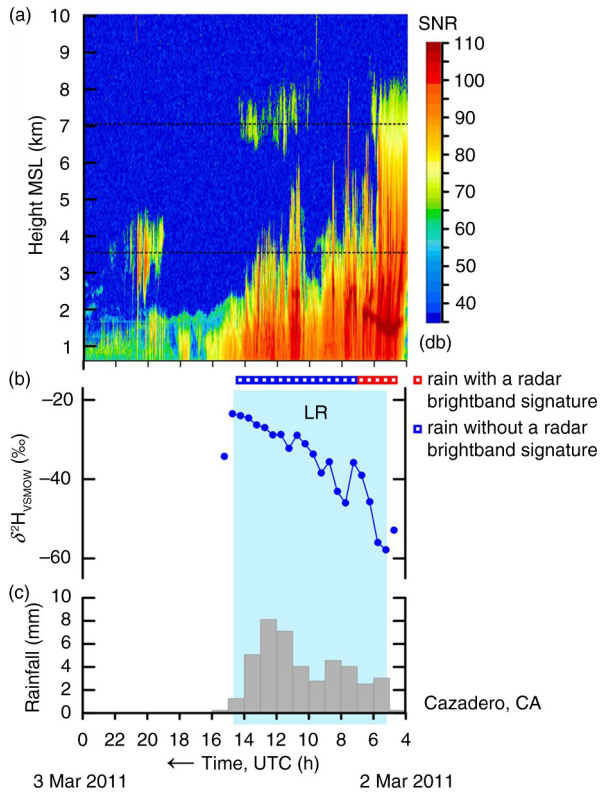 (a)
SNR
10
9
8
7
6
5
4
3
2
1
Height MSL (km)
110
100
90
80
70
60
50
40
(db)
(b)
rain with a radar
brightband signature
rain without a radar
brightband signature
LR
−20
−40
−60
δ²H_VSMOW (‰)
(c)
10
8
6
4
2
0
Rainfall (mm)
Cazadero, CA
0 22 20 18 16 14 12 10 8 6 4
← Time, UTC (h)
3 Mar 2011 2 Mar 2011